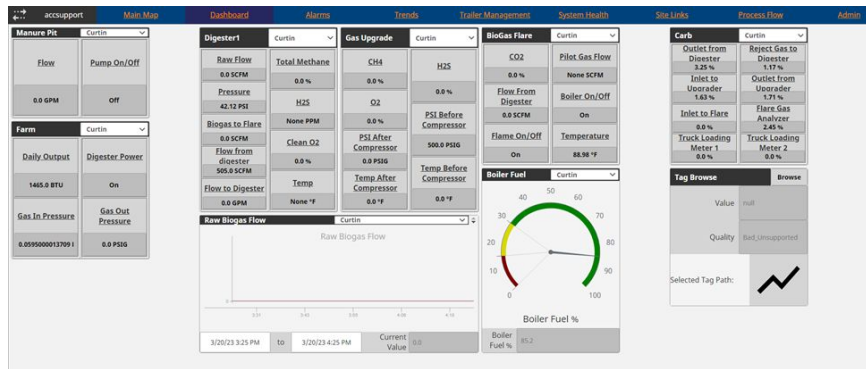 accsupport Main Map Dashboard Alarms Trends Trailer Management System Health Site Links Process Flow Admin
Manure Pit Curtin
Flow Pump On/Off
0.0 GPM Off
Farm Curtin
Daily Output Digester Power
1465.0 BTU On
Gas In Pressure Gas Out Pressure
0.0595000013709 0.0 PSIG
Digester1 Curtin
Raw Flow Total Methane
0.0 SCFM 0.0 %
Pressure H2S
42.12 PSI None PPM
Biogas to Flare Clean O2
0.0 SCFM 0.0 %
Flow from digester Temp
505.0 SCFM None °F
Flow to Digester
0.0 GPM
Gas Upgrade Curtin
CH4 H2S
0.0 % 0.0 %
O2 PSI Before Compressor
0.0 % 500.0 PSIG
PSI After Compressor Temp Before Compressor
0.0 PSIG 0.0 °F
Temp After Compressor
0.0 °F
BioGas Flare Curtin
CO2 Pilot Gas Flow
0.0 % None SCFM
Flow From Digester Boiler On/Off
0.0 SCFM On
Flame On/Off Temperature
On 88.98 °F
Carb Curtin
Outlet from Digester Reject Gas to Digester
3.25 % 1.17 %
Inlet to Upgrader Outlet from Upgrader
1.63 % 1.71 %
Inlet to Flare Flare Gas Analyzer
0.0 % 2.45 %
Truck Loading Meter 1 Truck Loading Meter 2
0.0 % 0.0 %
Raw Biogas Flow Curtin
Raw Biogas Flow
0
3/20/23 3:25 PM to 3/20/23 4:25 PM Current Value 0.0
Boiler Fuel Curtin
0 10 20 30 40 50 60 70 80 90 100
Boiler Fuel %
Boiler Fuel % 85.2
Tag Browse Browse
Value null
Quality Bad_Unsupported
Selected Tag Path: